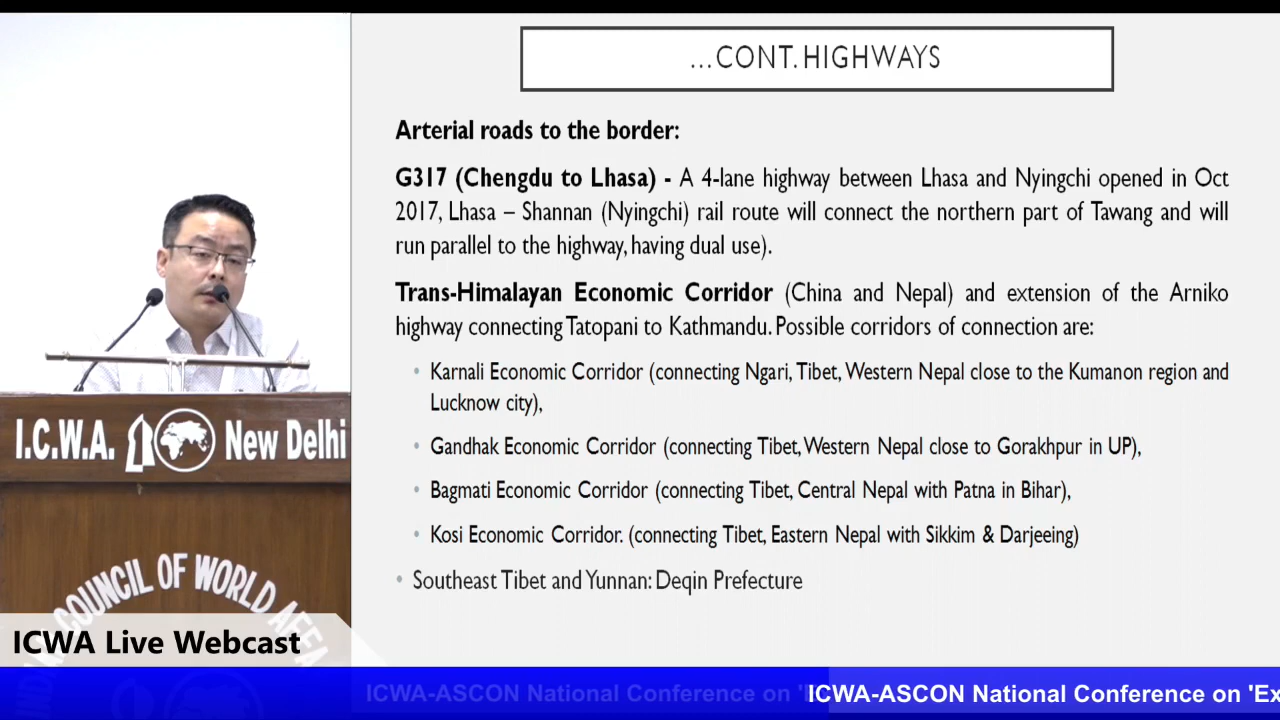 ...CONT. HIGHWAYS
Arterial roads to the border:
G317 (Chengdu to Lhasa) - A 4-lane highway between Lhasa and Nyingchi opened in Oct
2017, Lhasa – Shannan (Nyingchi) rail route will connect the northern part of Tawang and will
run parallel to the highway, having dual use).
Trans-Himalayan Economic Corridor (China and Nepal) and extension of the Arniko
highway connecting Tatopani to Kathmandu. Possible corridors of connection are:
• Karnali Economic Corridor (connecting Ngari, Tibet, Western Nepal close to the Kumanon region and
Lucknow city),
• Gandhak Economic Corridor (connecting Tibet, Western Nepal close to Gorakhpur in UP),
• Bagmati Economic Corridor (connecting Tibet, Central Nepal with Patna in Bihar),
• Kosi Economic Corridor. (connecting Tibet, Eastern Nepal with Sikkim & Darjeeing)
• Southeast Tibet and Yunnan: Deqin Prefecture
I.C.W.A. New Delhi
COUNCIL OF WORLD
ICWA Live Webcast
ICWA-ASCON National Conference on
ICWA-ASCON National Conference on 'Ex